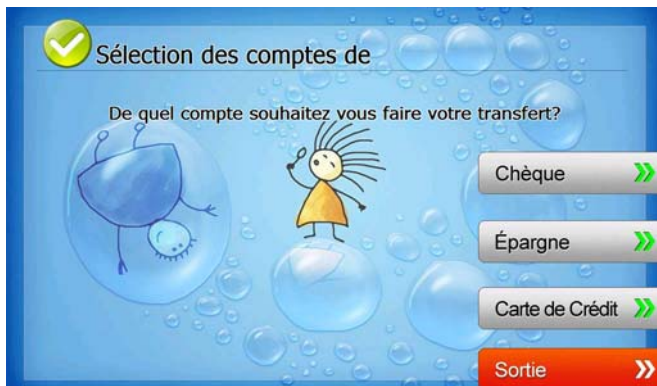 Sélection des comptes de
De quel compte souhaitez vous faire votre transfert?
Chèque
Épargne
Carte de Crédit
Sortie